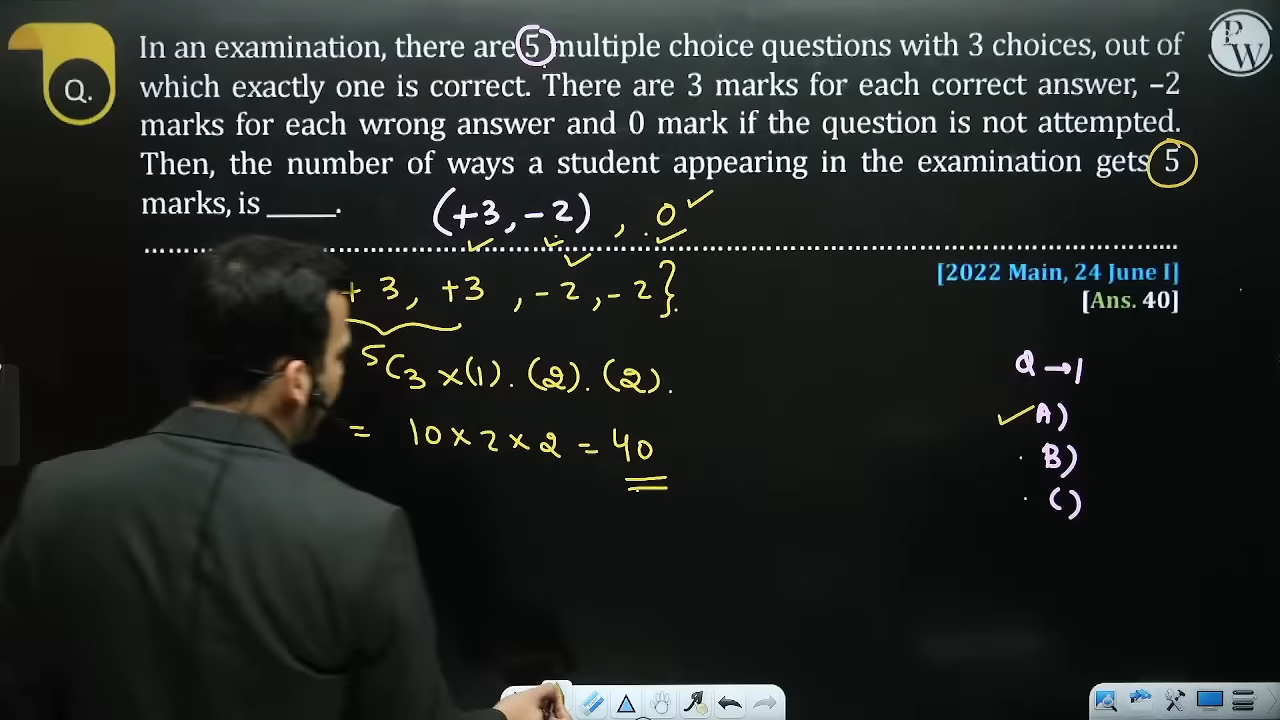 Q.
In an examination, there are 5 multiple choice questions with 3 choices, out of
which exactly one is correct. There are 3 marks for each correct answer, –2
marks for each wrong answer and 0 mark if the question is not attempted.
Then, the number of ways a student appearing in the examination gets 5
marks, is _____.
(+3, -2) , 0 ✓
[2022 Main, 24 June I]
[Ans. 40]
+ 3, +3 , -2, -2}
⁵C₃ × (1) . (2) . (2).
= 10 × 2 × 2 = 40
Q → 1
✓ A)
B)
C)
PW